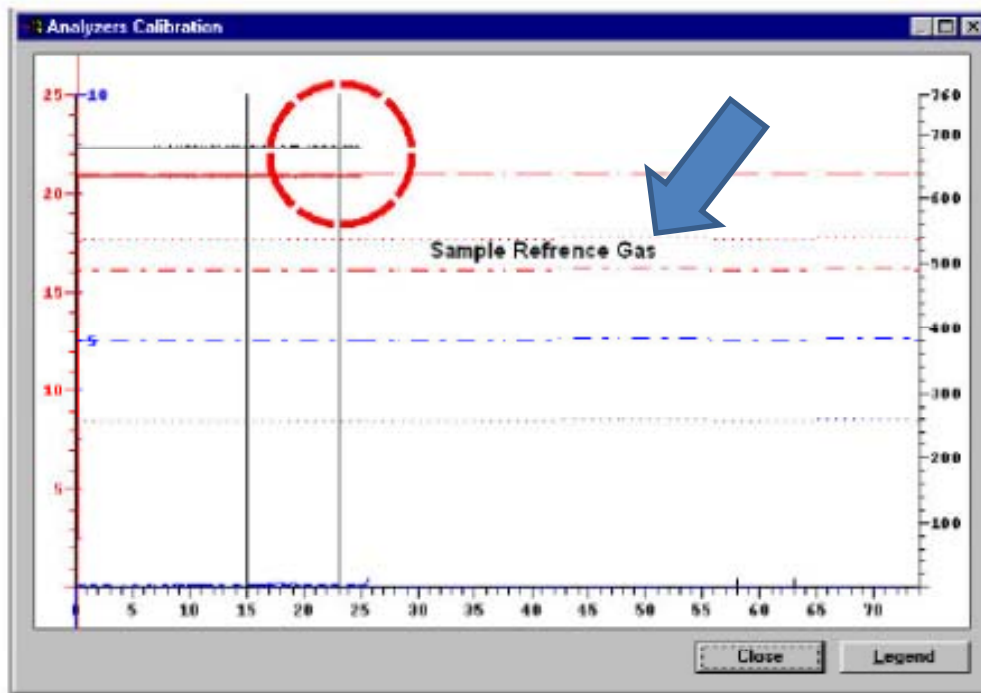 Analyzers Calibration
25 10 760
700
20 600
Sample Refrence Gas
500
15
5 400
10 300
200
5
100
0 5 10 15 20 25 30 35 40 45 50 55 60 65 70
Close Legend